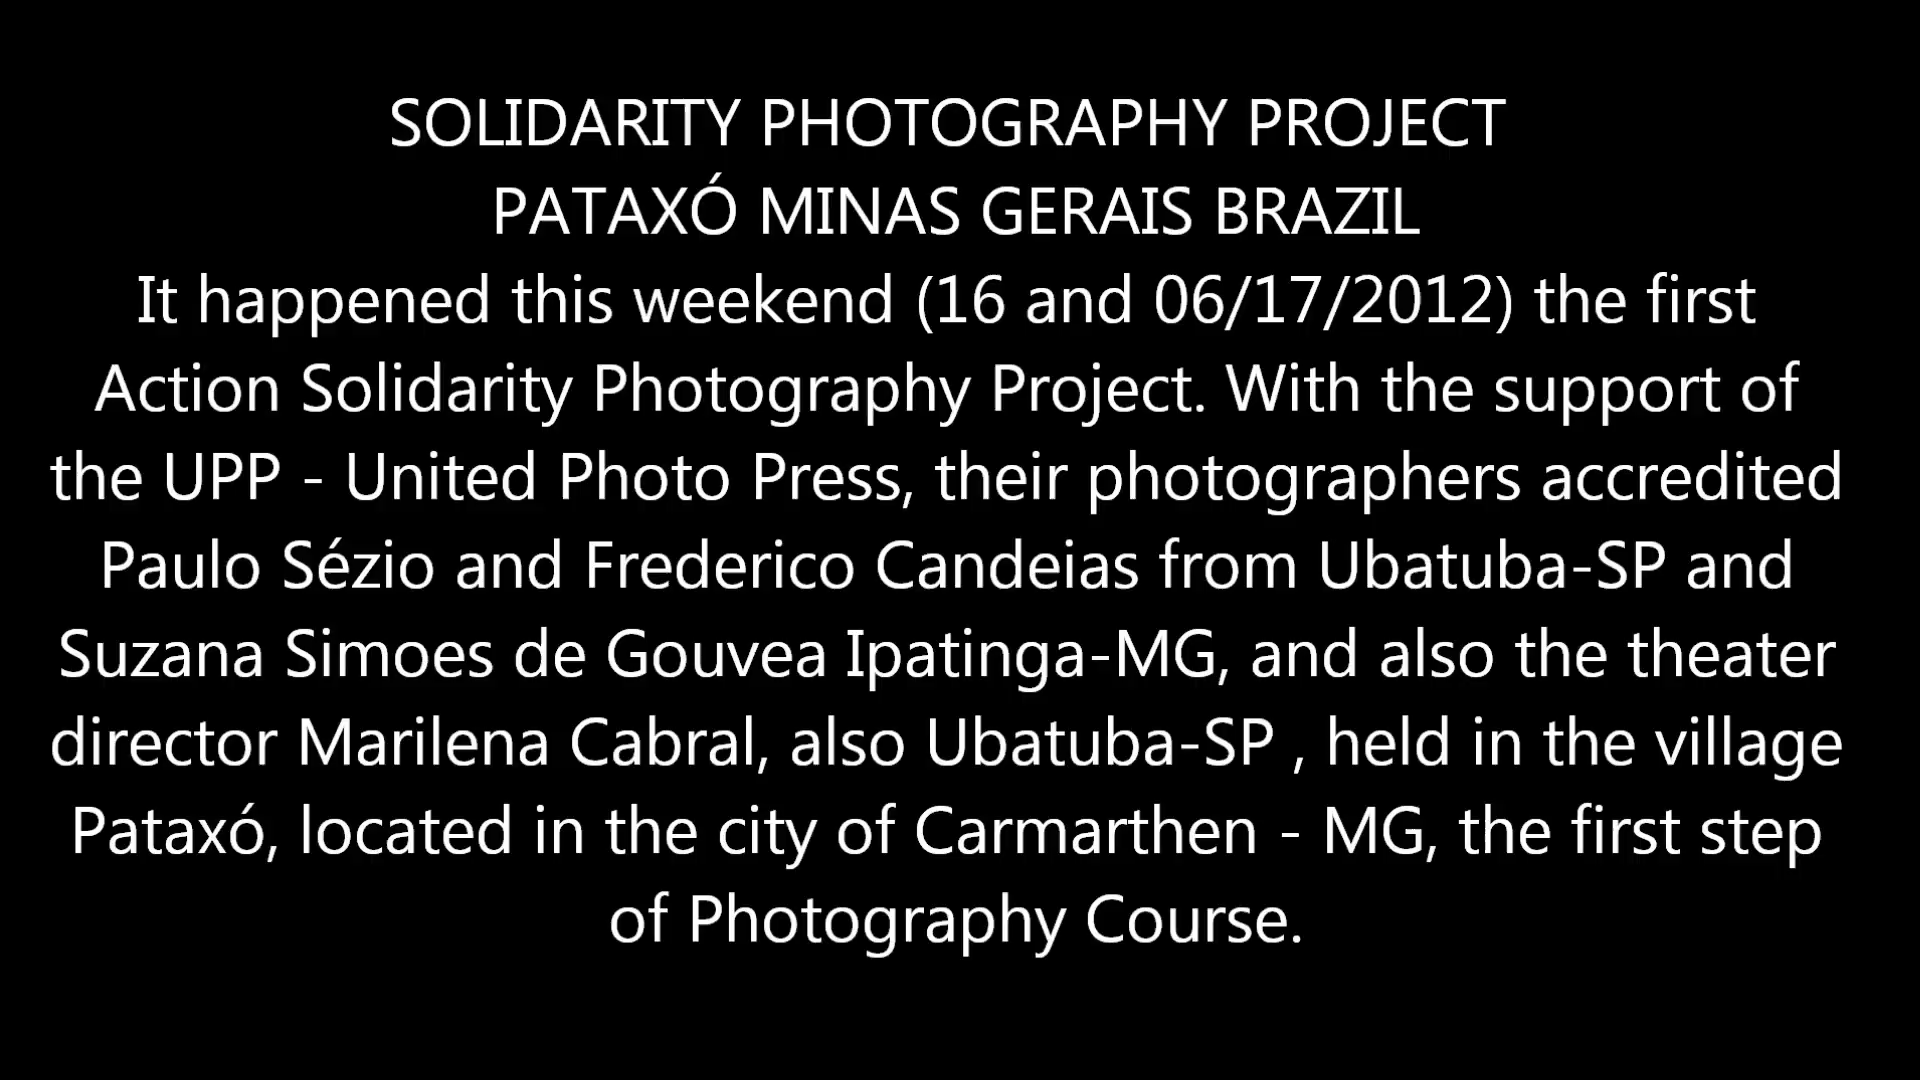 SOLIDARITY PHOTOGRAPHY PROJECT
PATAXÓ MINAS GERAIS BRAZIL
It happened this weekend (16 and 06/17/2012) the first
Action Solidarity Photography Project. With the support of
the UPP - United Photo Press, their photographers accredited
Paulo Sézio and Frederico Candeias from Ubatuba-SP and
Suzana Simoes de Gouvea Ipatinga-MG, and also the theater
director Marilena Cabral, also Ubatuba-SP , held in the village
Pataxó, located in the city of Carmarthen - MG, the first step
of Photography Course.